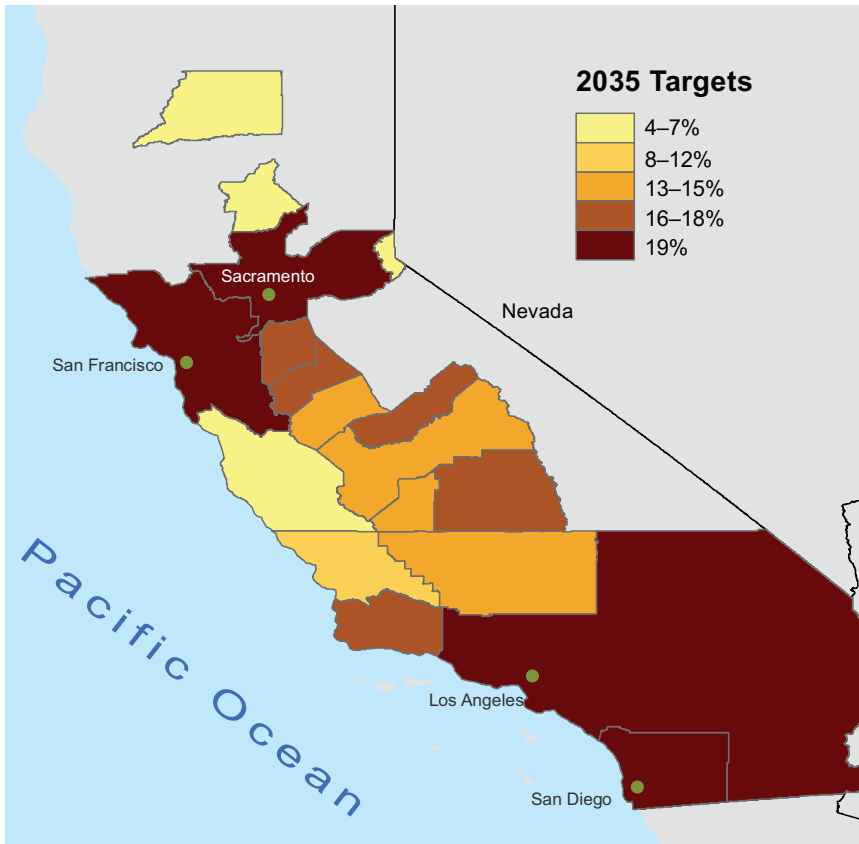 2035 Targets
4–7%
8–12%
13–15%
16–18%
19%
Sacramento
Nevada
San Francisco
Pacific Ocean
Los Angeles
San Diego